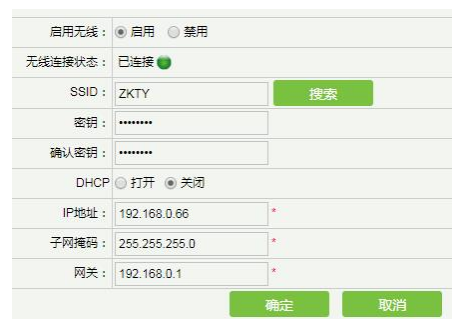 启用无线： 启用 禁用
无线连接状态： 已连接
SSID： ZKTY 搜索
密钥： ••••••••
确认密钥： ••••••••
DHCP 打开 关闭
IP地址： 192.168.0.66 *
子网掩码： 255.255.255.0 *
网关： 192.168.0.1 *
确定 取消